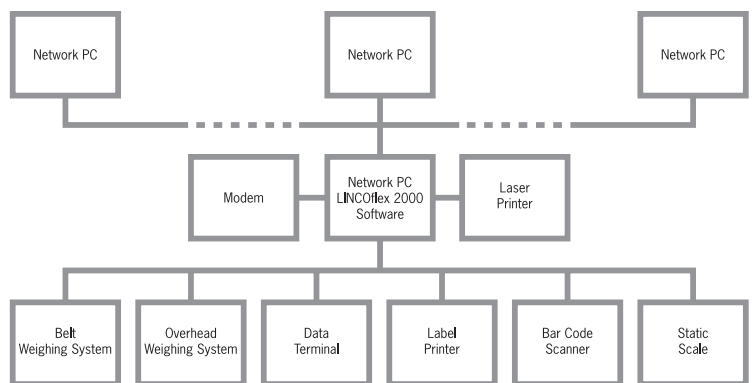 Network PC
Network PC
Network PC
Modem
Network PC
LINCOflex 2000
Software
Laser
Printer
Belt
Weighing System
Overhead
Weighing System
Data
Terminal
Label
Printer
Bar Code
Scanner
Static
Scale